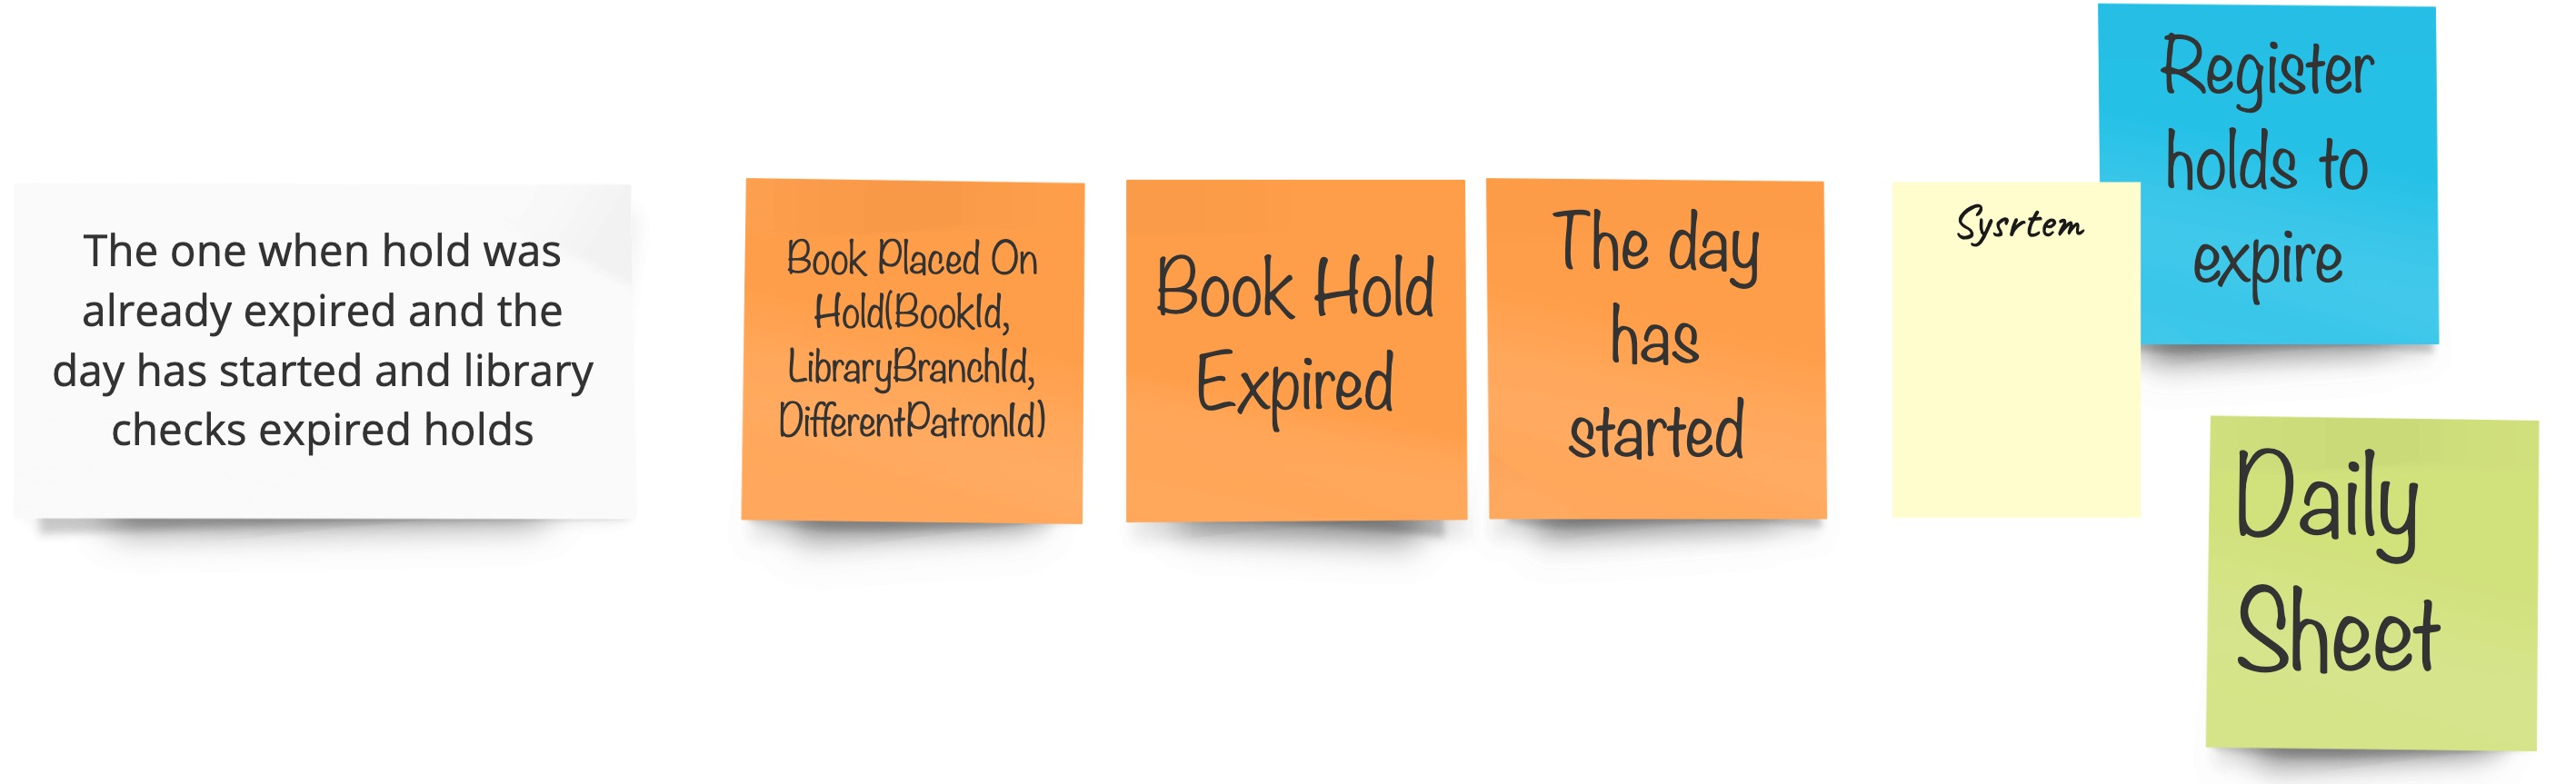 The one when hold was
already expired and the
day has started and library
checks expired holds
Book Placed On
Hold(BookId,
LibraryBranchId,
DifferentPatronId)
Book Hold
Expired
The day
has
started
Sysrtem
Register
holds to
expire
Daily
Sheet